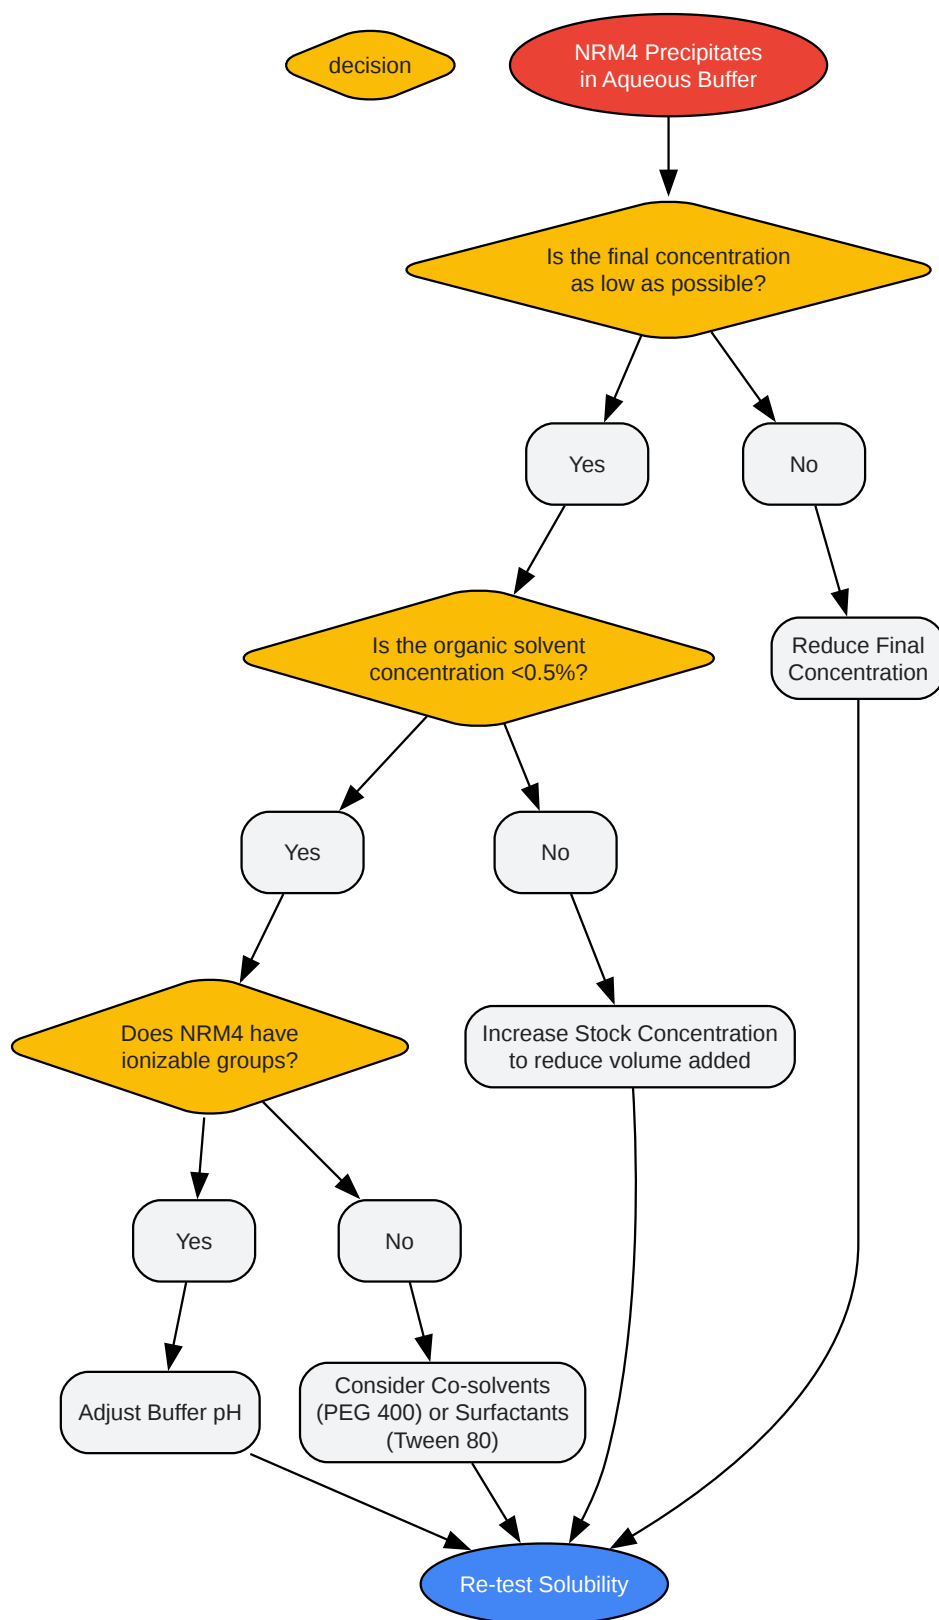 decision
NRM4 Precipitates
in Aqueous Buffer
Is the final concentration
as low as possible?
Yes
No
Is the organic solvent
concentration <0.5%?
Reduce Final
Concentration
Yes
No
Does NRM4 have
ionizable groups?
Increase Stock Concentration
to reduce volume added
Yes
No
Adjust Buffer pH
Consider Co-solvents
(PEG 400) or Surfactants
(Tween 80)
Re-test Solubility